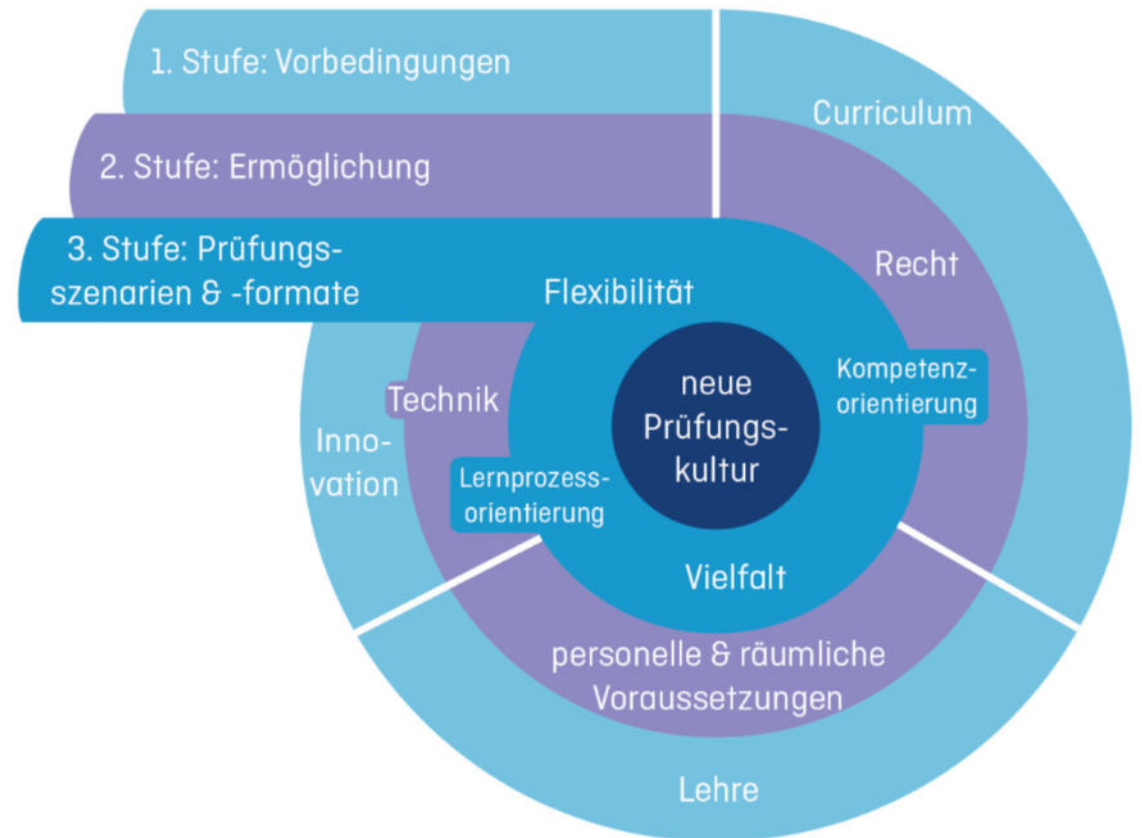 1. Stufe: Vorbedingungen
Curriculum
2. Stufe: Ermöglichung
3. Stufe: Prüfungs-
szenarien & -formate
Recht
Flexibilität
Kompetenz-
orientierung
neue
Prüfungs-
kultur
Technik
Inno-
vation
Lernprozess-
orientierung
Vielfalt
personelle & räumliche
Voraussetzungen
Lehre